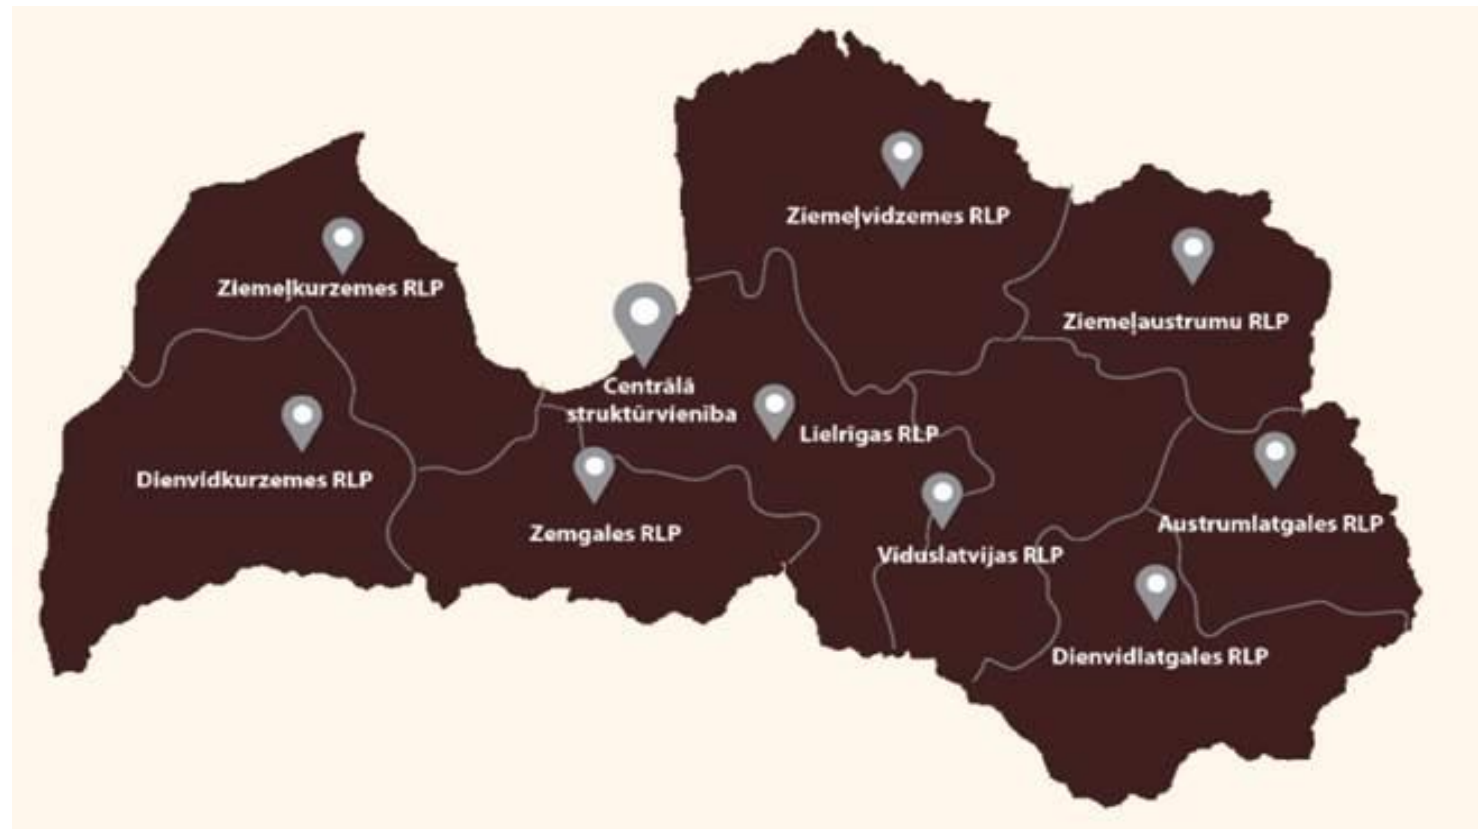 Ziemeļvidzemes RLP
Ziemeļkurzemes RLP
Ziemeļaustrumu RLP
Centrālā
struktūrvienība
Lielrīgas RLP
Dienvidkurzemes RLP
Austrumlatgales RLP
Zemgales RLP
Viduslatvijas RLP
Dienvidlatgales RLP